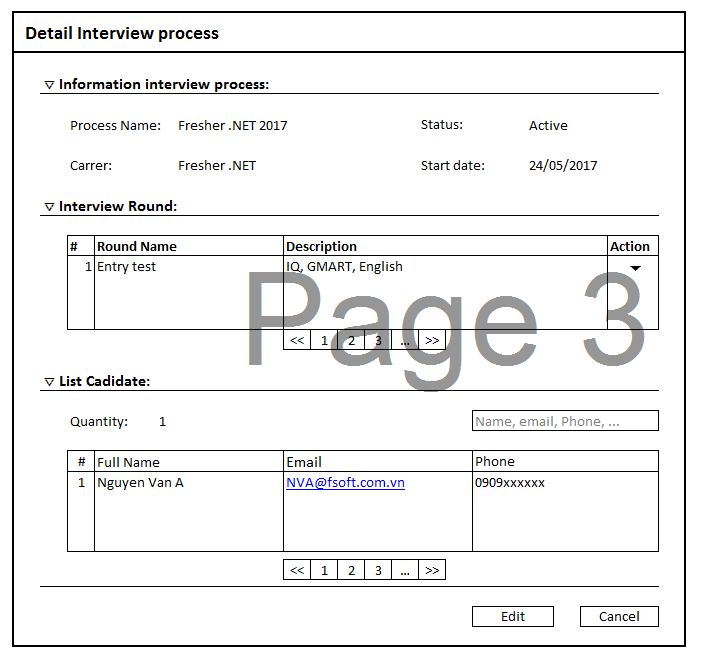 Detail Interview process
▽ Information interview process:
Process Name: Fresher .NET 2017 Status: Active
Carrer: Fresher .NET Start date: 24/05/2017
▽ Interview Round:
# Round Name Description Action
1 Entry test IQ, GMART, English
Page 3
<< 1 2 3 ... >>
▽ List Cadidate:
Quantity: 1 Name, email, Phone, ...
# Full Name Email Phone
1 Nguyen Van A NVA@fsoft.com.vn 0909xxxxxx
<< 1 2 3 ... >>
Edit Cancel